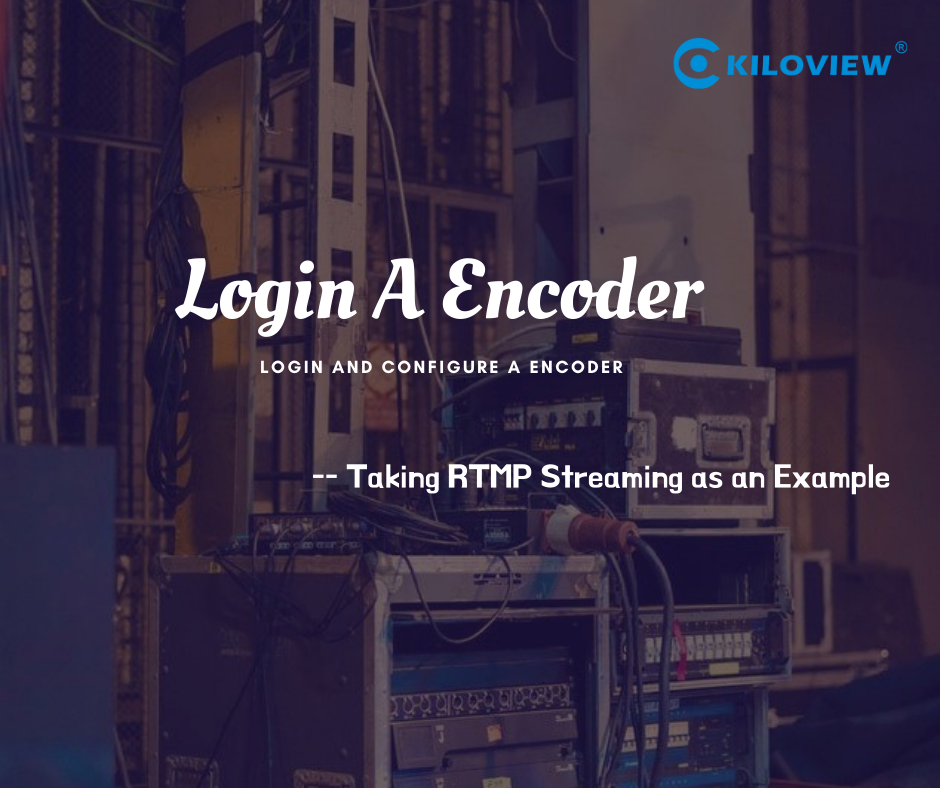 KILOVIEW®
Login A Encoder
LOGIN AND CONFIGURE A ENCODER
-- Taking RTMP Streaming as an Example